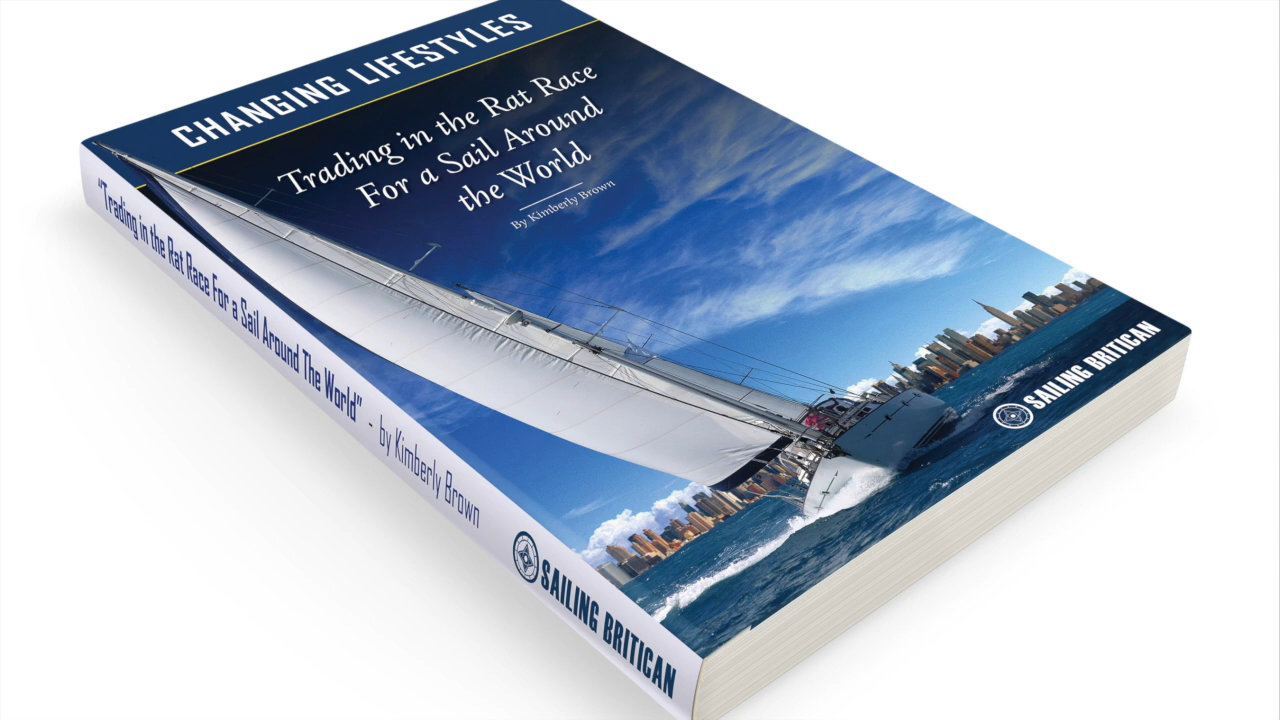 CHANGING LIFESTYLES
Trading in the Rat Race
For a Sail Around
the World
By Kimberly Brown
SAILING BRITICAN
"Trading in the Rat Race For a Sail Around The World" - by Kimberly Brown
SAILING BRITICAN